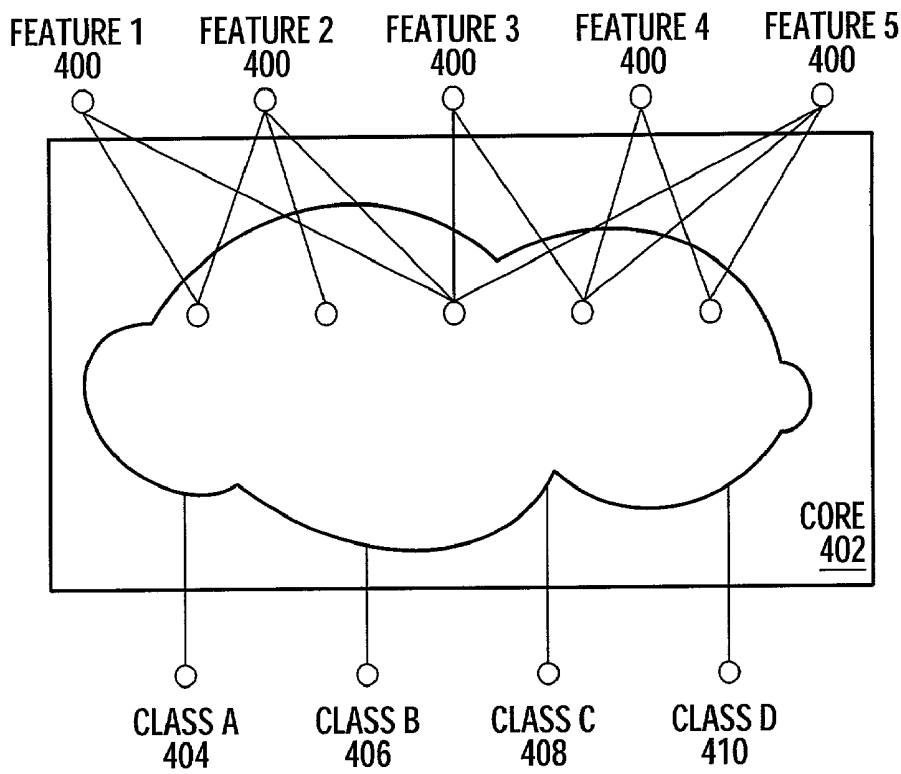 FEATURE 1
400
FEATURE 2
400
FEATURE 3
400
FEATURE 4
400
FEATURE 5
400
CORE
402
CLASS A
404
CLASS B
406
CLASS C
408
CLASS D
410